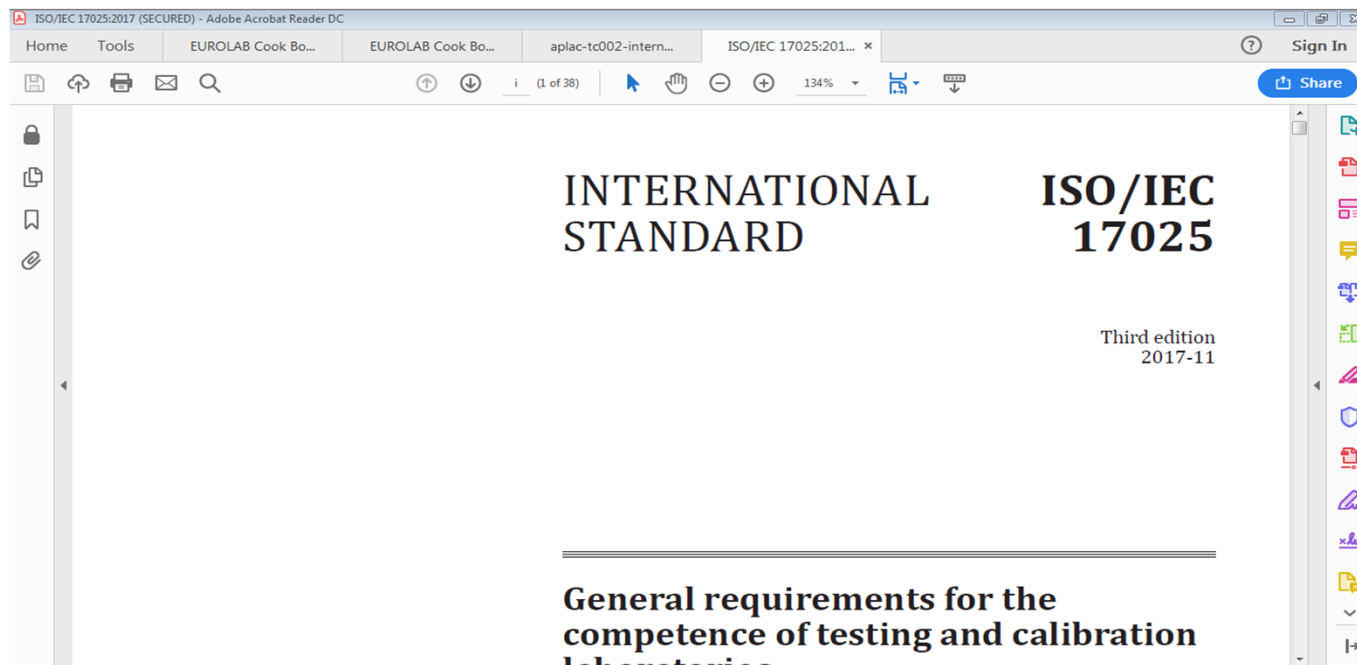 ISO/IEC 17025:2017 (SECURED) - Adobe Acrobat Reader DC
Home Tools EUROLAB Cook Bo... EUROLAB Cook Bo... aplac-tc002-intern... ISO/IEC 17025:201... × Sign In
i (1 of 38) 134% Share
INTERNATIONAL ISO/IEC
STANDARD 17025
Third edition
2017-11
General requirements for the
competence of testing and calibration
laboratories